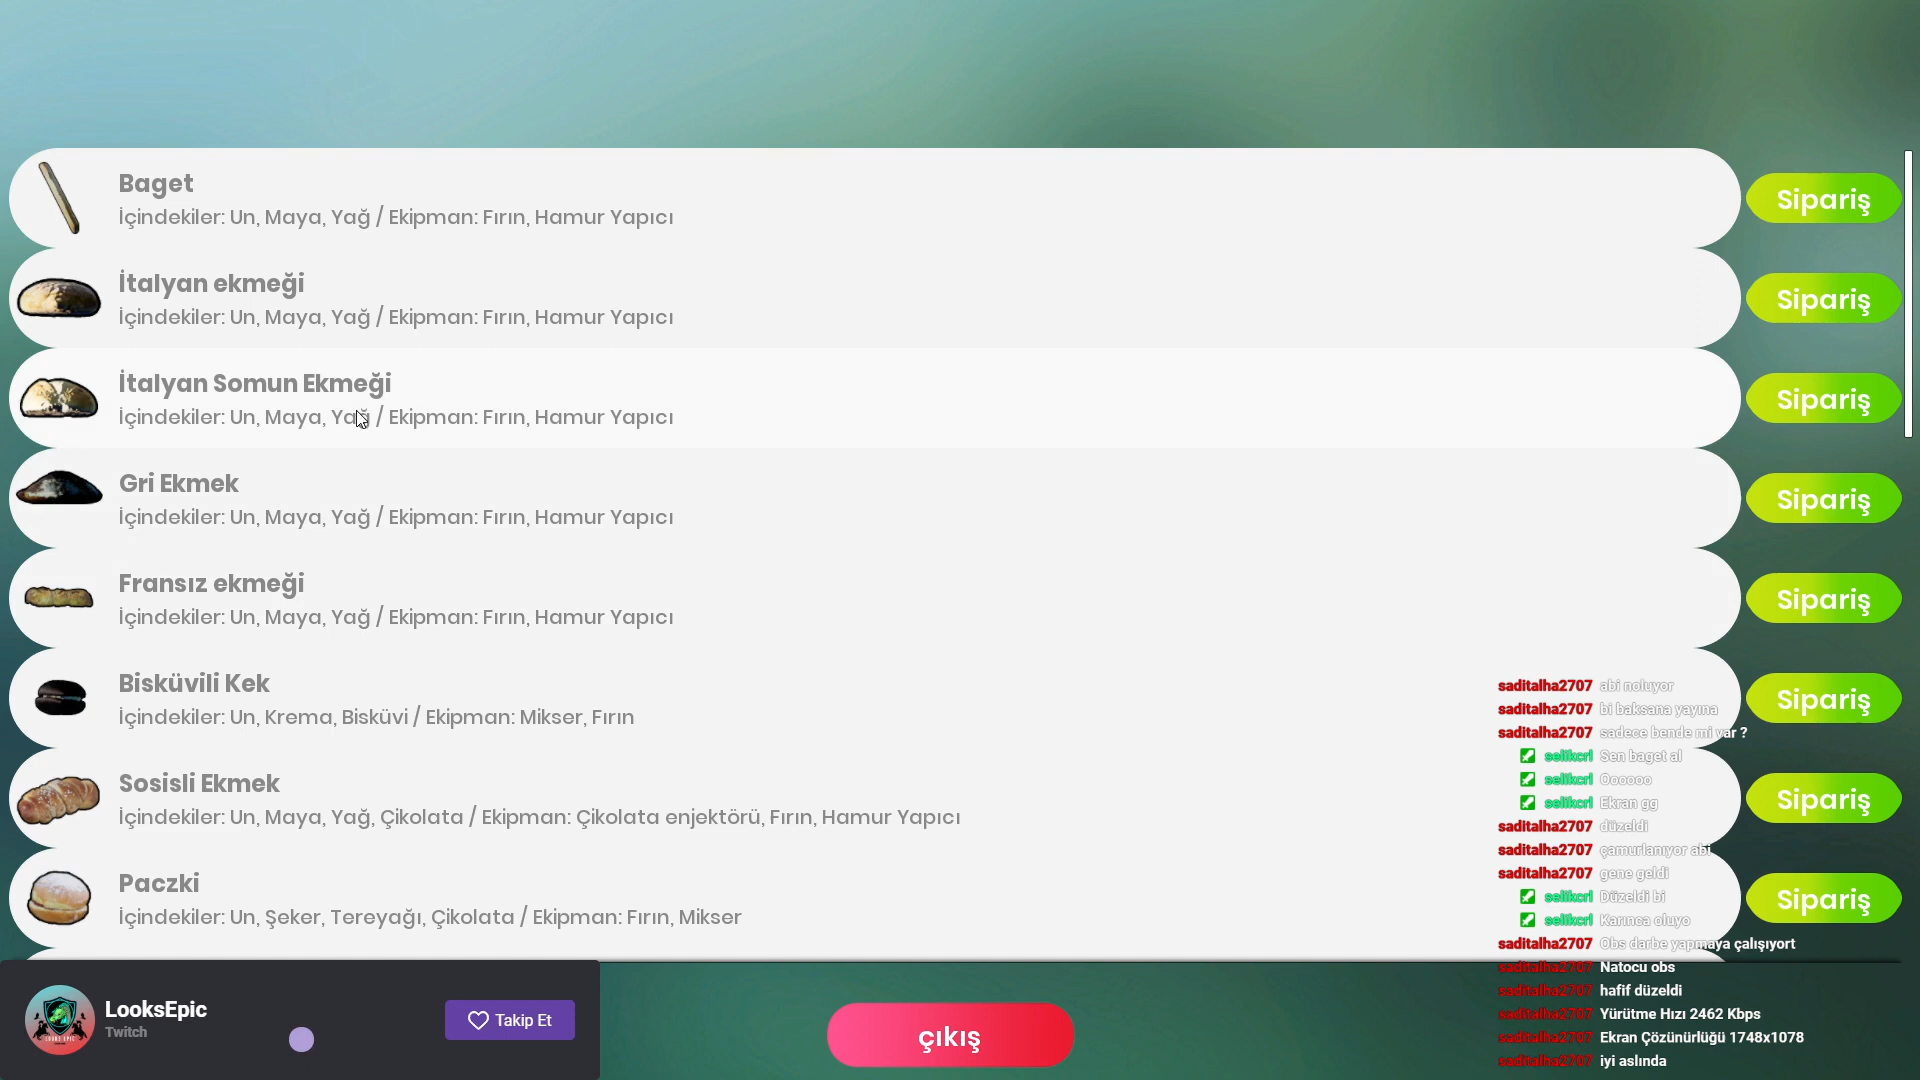 Baget
İçindekiler: Un, Maya, Yağ / Ekipman: Fırın, Hamur Yapıcı
Sipariş
İtalyan ekmeği
İçindekiler: Un, Maya, Yağ / Ekipman: Fırın, Hamur Yapıcı
Sipariş
İtalyan Somun Ekmeği
İçindekiler: Un, Maya, Yağ / Ekipman: Fırın, Hamur Yapıcı
Sipariş
Gri Ekmek
İçindekiler: Un, Maya, Yağ / Ekipman: Fırın, Hamur Yapıcı
Sipariş
Fransız ekmeği
İçindekiler: Un, Maya, Yağ / Ekipman: Fırın, Hamur Yapıcı
Sipariş
Bisküvili Kek
İçindekiler: Un, Krema, Bisküvi / Ekipman: Mikser, Fırın
Sipariş
Sosisli Ekmek
İçindekiler: Un, Maya, Yağ, Çikolata / Ekipman: Çikolata enjektörü, Fırın, Hamur Yapıcı
Sipariş
Paczki
İçindekiler: Un, Şeker, Tereyağı, Çikolata / Ekipman: Fırın, Mikser
Sipariş
saditalha2707 abi noluyor
saditalha2707 bi baksana yayına
saditalha2707 sadece bende mi var ?
selikcrl Sen baget al
selikcrl Oooooo
selikcrl Ekran gg
saditalha2707 düzeldi
saditalha2707 çamurlanıyor abi
saditalha2707 gene geldi
selikcrl Düzeldi bi
selikcrl Karınca oluyo
saditalha2707 Obs darbe yapmaya çalışıyort
saditalha2707 Natocu obs
saditalha2707 hafif düzeldi
saditalha2707 Yürütme Hızı 2462 Kbps
saditalha2707 Ekran Çözünürlüğü 1748x1078
saditalha2707 iyi aslında
LooksEpic
Twitch
Takip Et
çıkış